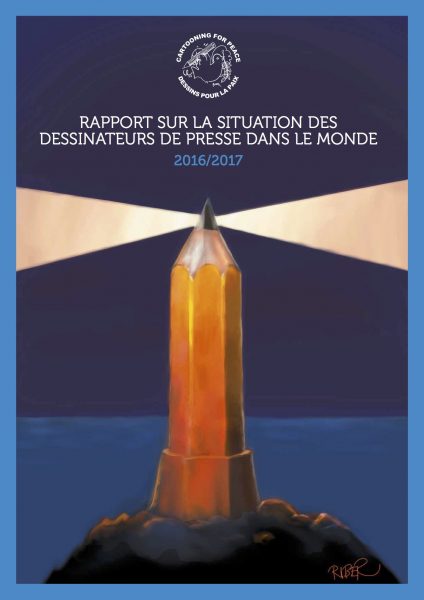 CARTOONING FOR PEACE
DESSINS POUR LA PAIX
RAPPORT SUR LA SITUATION DES
DESSINATEURS DE PRESSE DANS LE MONDE
2016/2017
RIBER